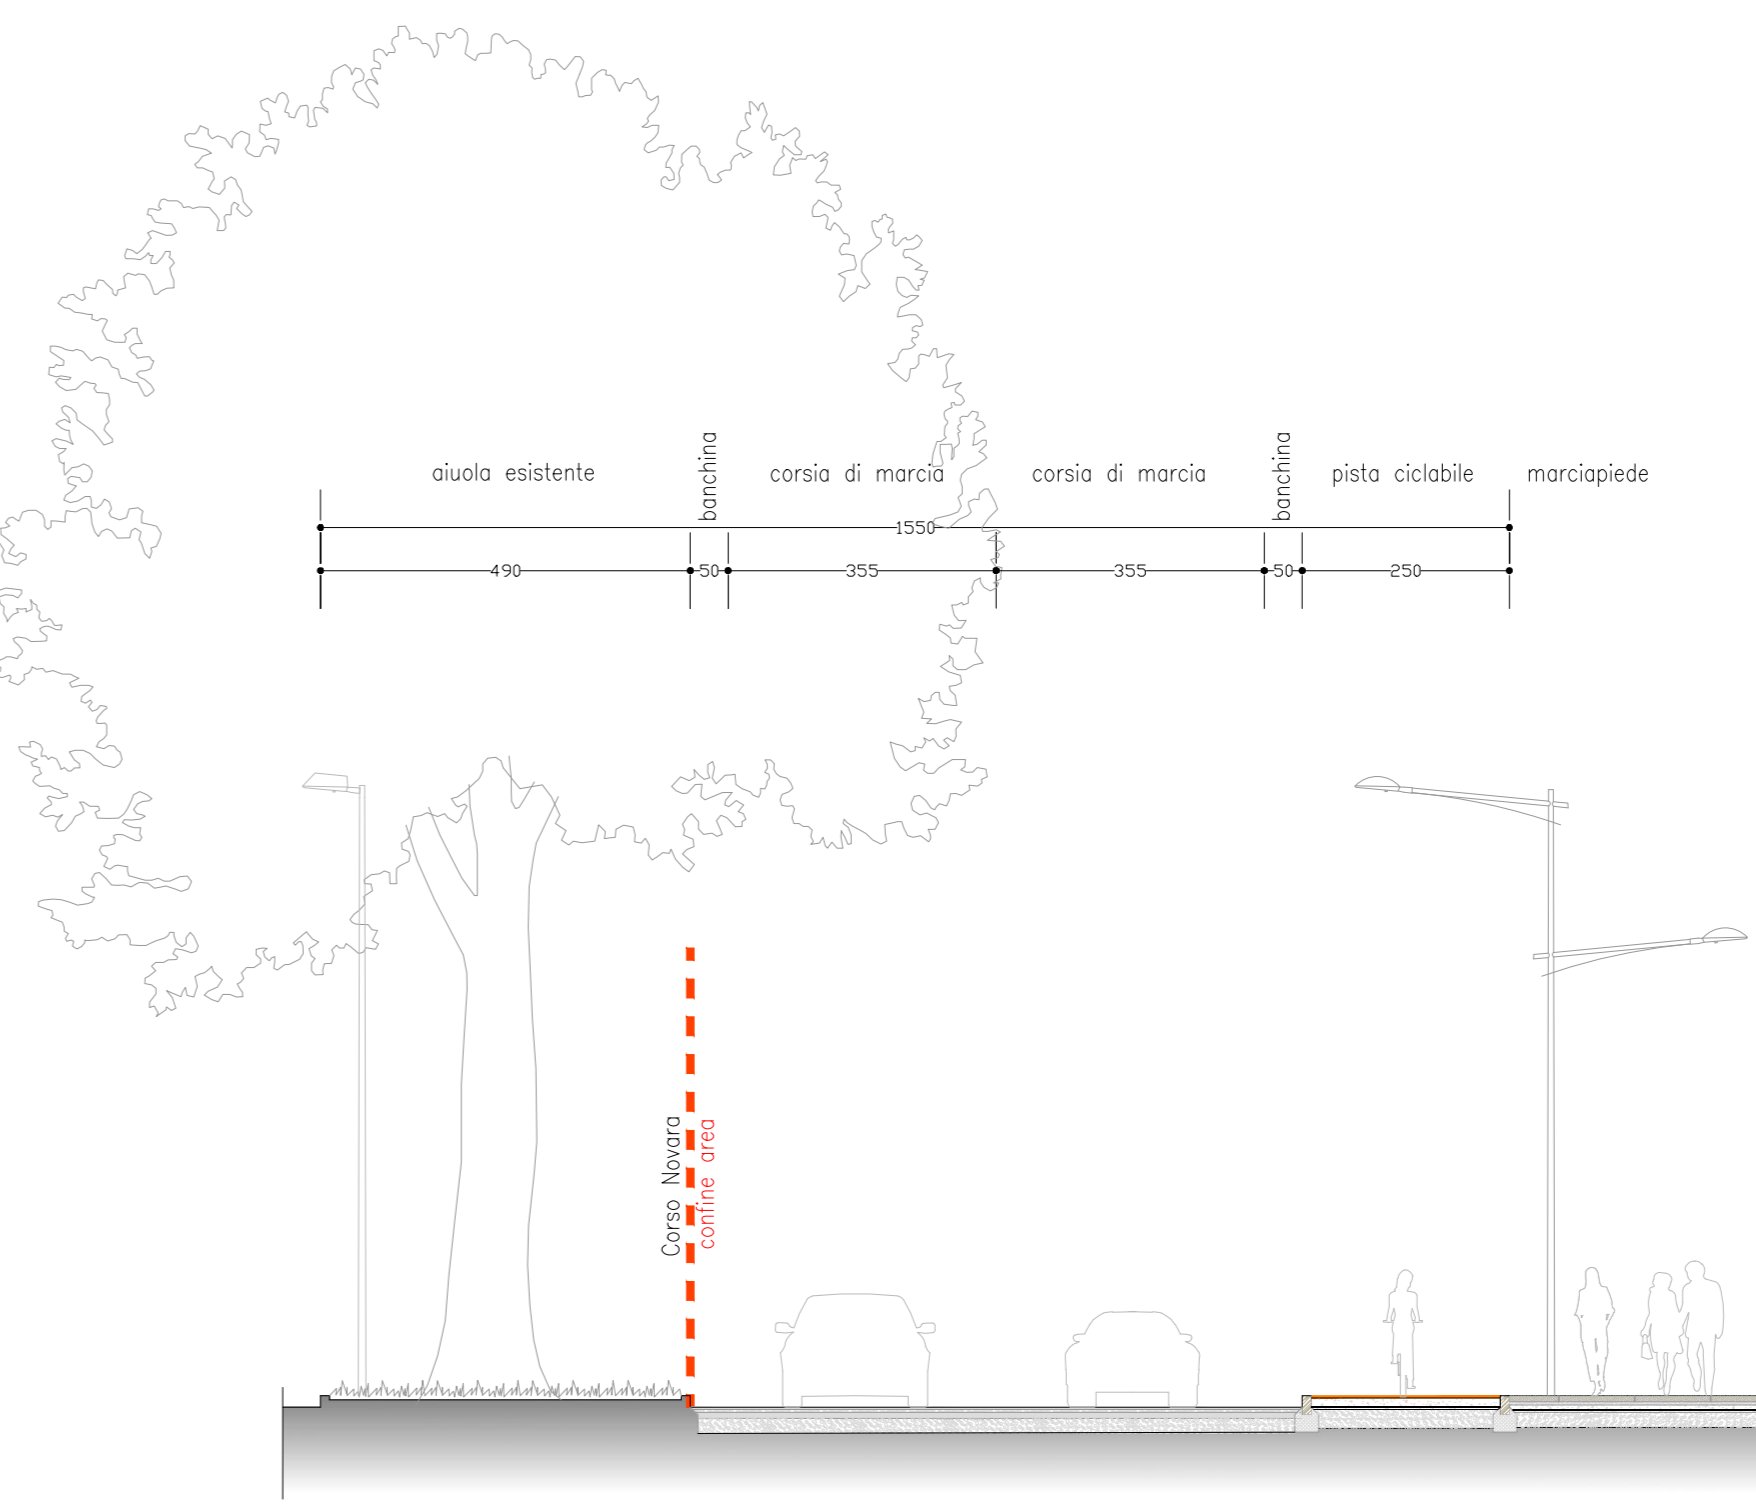 aiuola esistente
banchina
corsia di marcia
corsia di marcia
banchina
pista ciclabile
marciapiede
1550
490
50
355
355
50
250
Corso Novara
confine area